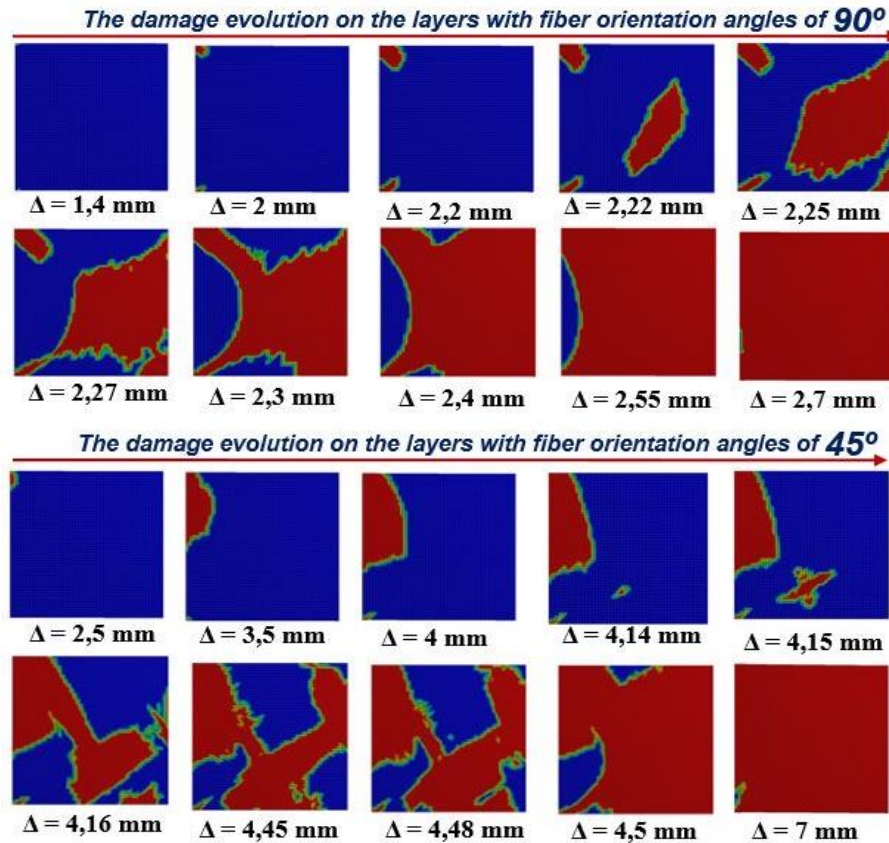 The damage evolution on the layers with fiber orientation angles of 90º
Δ = 1,4 mm
Δ = 2 mm
Δ = 2,2 mm
Δ = 2,22 mm
Δ = 2,25 mm
Δ = 2,27 mm
Δ = 2,3 mm
Δ = 2,4 mm
Δ = 2,55 mm
Δ = 2,7 mm
The damage evolution on the layers with fiber orientation angles of 45º
Δ = 2,5 mm
Δ = 3,5 mm
Δ = 4 mm
Δ = 4,14 mm
Δ = 4,15 mm
Δ = 4,16 mm
Δ = 4,45 mm
Δ = 4,48 mm
Δ = 4,5 mm
Δ = 7 mm